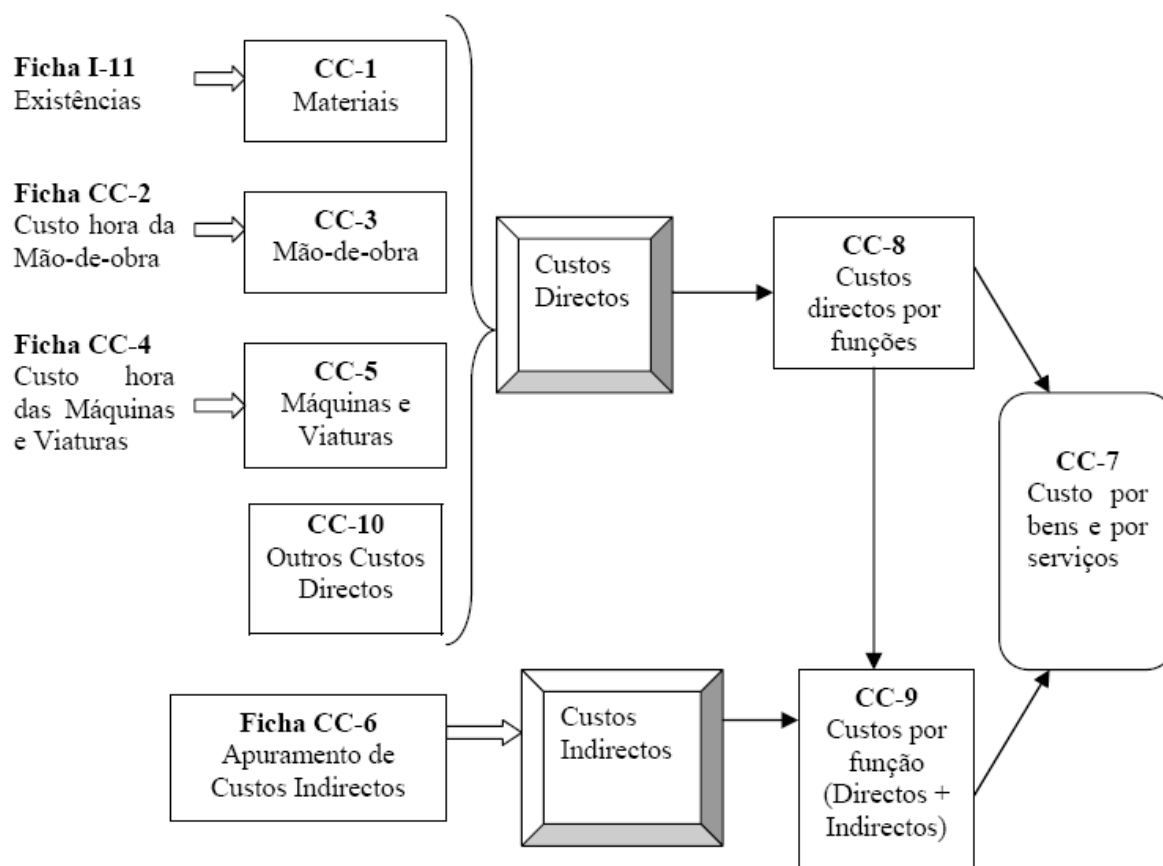 Ficha I-11
Existências
CC-1
Materiais
Ficha CC-2
Custo hora da
Mão-de-obra
CC-3
Mão-de-obra
Ficha CC-4
Custo hora
das Máquinas
e Viaturas
CC-5
Máquinas e
Viaturas
CC-10
Outros Custos
Directos
Custos
Directos
CC-8
Custos
directos por
funções
CC-7
Custo por
bens e por
serviços
Ficha CC-6
Apuramento de
Custos Indirectos
Custos
Indirectos
CC-9
Custos por
função
(Directos +
Indirectos)